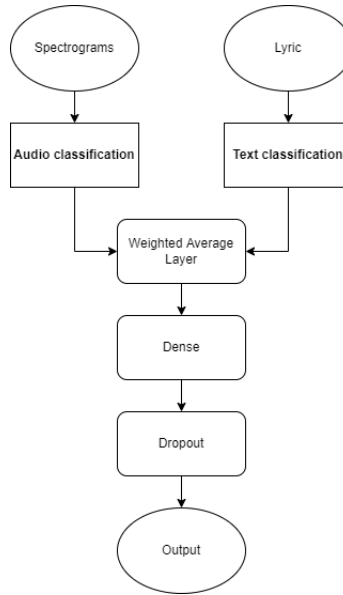 Spectrograms
Lyric
Audio classification
Text classification
Weighted Average
Layer
Dense
Dropout
Output